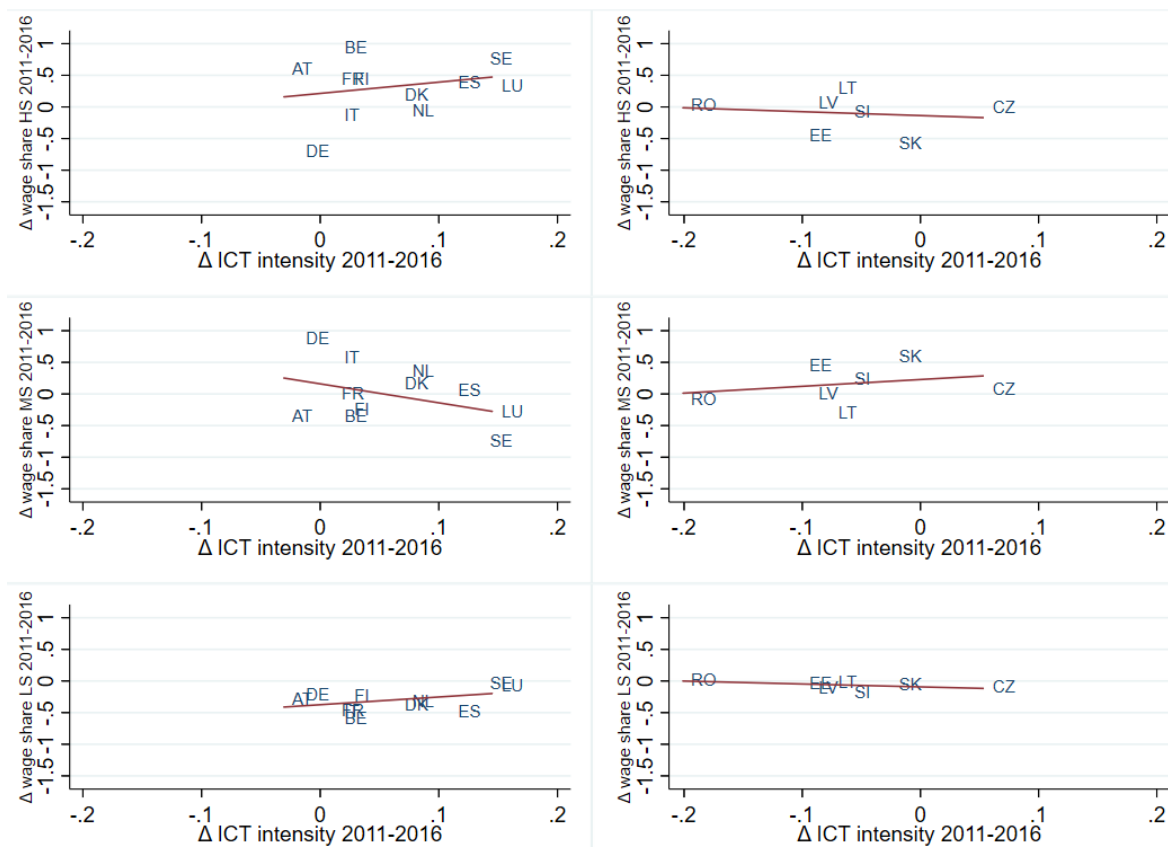 Δ wage share HS 2011-2016
1
.5
0
-.5
-1
-1.5
BE
SE
AT
FR
FI
ES
LU
DK
NL
IT
DE
-.2
-.1
0
.1
.2
Δ ICT intensity 2011-2016
Δ wage share HS 2011-2016
1
.5
0
-.5
-1
-1.5
LT
RO
LV
CZ
SI
EE
SK
-.2
-.1
0
.1
.2
Δ ICT intensity 2011-2016
Δ wage share MS 2011-2016
1
.5
0
-.5
-1
-1.5
DE
IT
NL
DK
FR
ES
FI
AT
BE
LU
SE
-.2
-.1
0
.1
.2
Δ ICT intensity 2011-2016
Δ wage share MS 2011-2016
1
.5
0
-.5
-1
-1.5
SK
EE
SI
CZ
LV
RO
LT
-.2
-.1
0
.1
.2
Δ ICT intensity 2011-2016
Δ wage share LS 2011-2016
1
.5
0
-.5
-1
-1.5
SE
LU
DE
FI
AT
NL
DK
FR
ES
BE
-.2
-.1
0
.1
.2
Δ ICT intensity 2011-2016
Δ wage share LS 2011-2016
1
.5
0
-.5
-1
-1.5
RO
EE
LT
LV
SI
SK
CZ
-.2
-.1
0
.1
.2
Δ ICT intensity 2011-2016